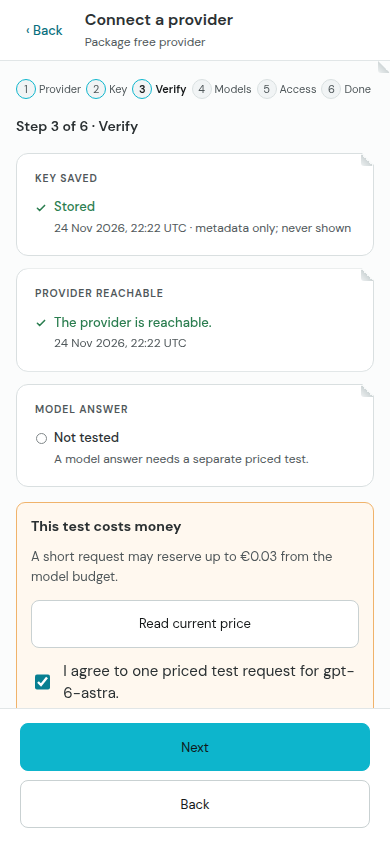 ‹ Back
Connect a provider
Package free provider
1 Provider 2 Key 3 Verify 4 Models 5 Access 6 Done
Step 3 of 6 · Verify
KEY SAVED
Stored
24 Nov 2026, 22:22 UTC · metadata only; never shown
PROVIDER REACHABLE
The provider is reachable.
24 Nov 2026, 22:22 UTC
MODEL ANSWER
Not tested
A model answer needs a separate priced test.
This test costs money
A short request may reserve up to €0.03 from the
model budget.
Read current price
I agree to one priced test request for gpt-
6-astra.
Next
Back